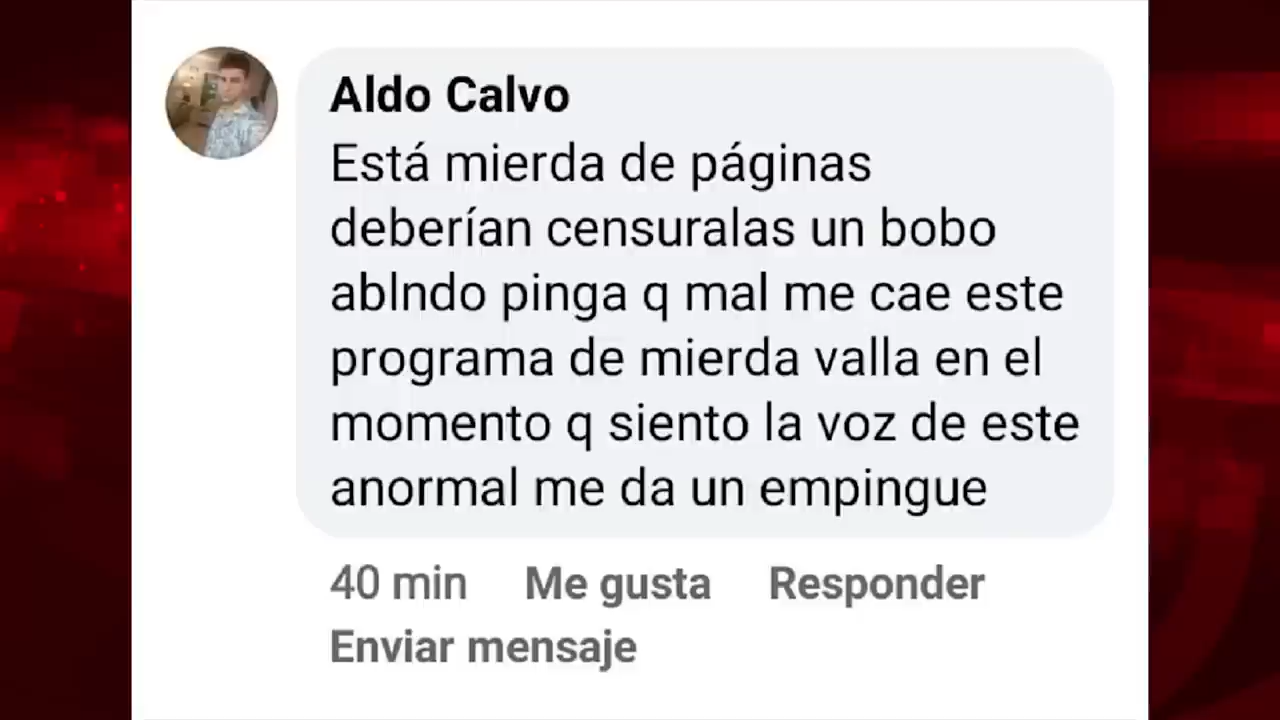 Aldo Calvo
Está mierda de páginas
deberían censuralas un bobo
ablndo pinga q mal me cae este
programa de mierda valla en el
momento q siento la voz de este
anormal me da un empingue
40 min Me gusta Responder
Enviar mensaje